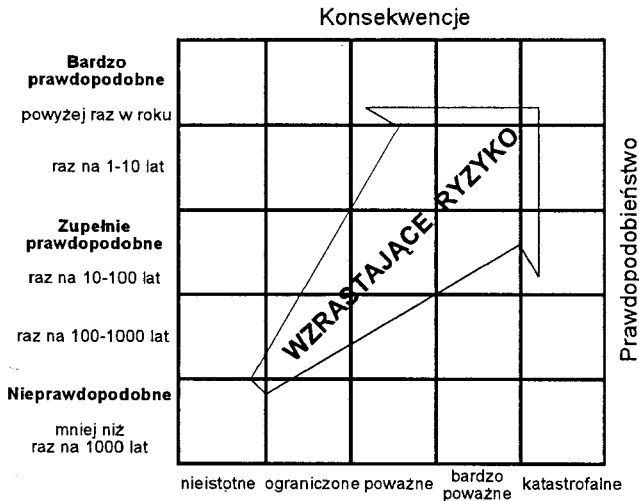 Konsekwencje
Bardzo
prawdopodobne
powyżej raz w roku
raz na 1-10 lat
Zupełnie
prawdopodobne
raz na 10-100 lat
raz na 100-1000 lat
Nieprawdopodobne
mniej niż
raz na 1000 lat
WZRASTAJĄCE RYZYKO
Prawdopodobieństwo
nieistotne
ograniczone
poważne
bardzo
poważne
katastrofalne